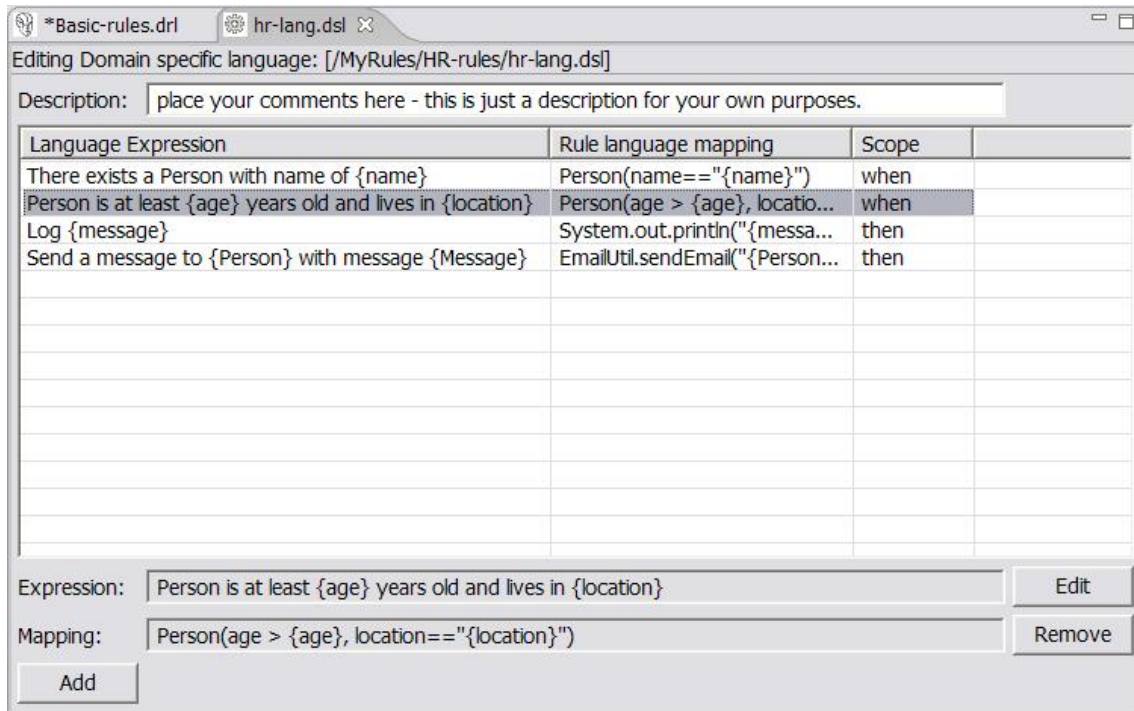 *Basic-rules.drl hr-lang.dsl
Editing Domain specific language: [/MyRules/HR-rules/hr-lang.dsl]
Description: place your comments here - this is just a description for your own purposes.
Language Expression Rule language mapping Scope
There exists a Person with name of {name} Person(name=="{name}") when
Person is at least {age} years old and lives in {location} Person(age > {age}, locatio... when
Log {message} System.out.println("{messa... then
Send a message to {Person} with message {Message} EmailUtil.sendEmail("{Person... then
Expression: Person is at least {age} years old and lives in {location} Edit
Mapping: Person(age > {age}, location=="{location}") Remove
Add